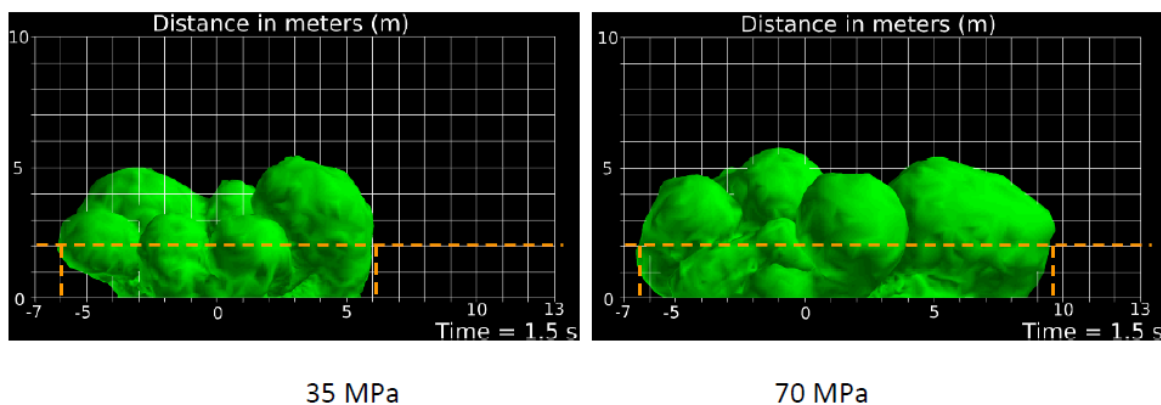 Distance in meters (m)
10
5
0
-7 -5 0 5 10 13
Time = 1.5 s
Distance in meters (m)
10
5
0
-7 -5 0 5 10 13
Time = 1.5 s
35 MPa
70 MPa